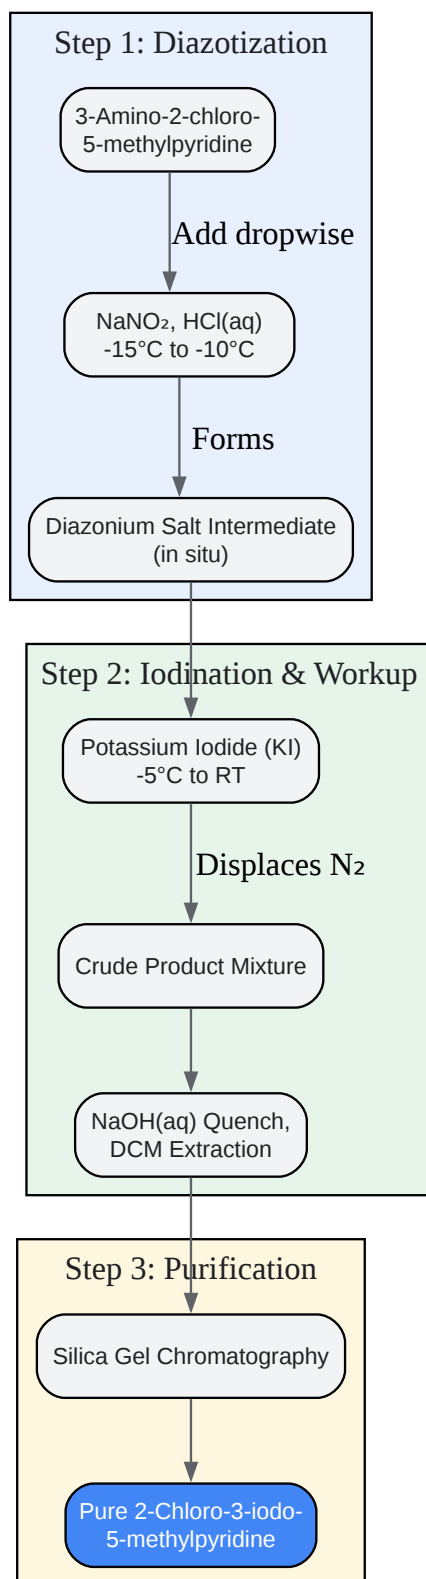 Step 1: Diazotization
3-Amino-2-chloro-
5-methylpyridine
Add dropwise
NaNO₂, HCl(aq)
-15°C to -10°C
Forms
Diazonium Salt Intermediate
(in situ)
Step 2: Iodination & Workup
Potassium Iodide (KI)
-5°C to RT
Displaces N₂
Crude Product Mixture
NaOH(aq) Quench,
DCM Extraction
Step 3: Purification
Silica Gel Chromatography
Pure 2-Chloro-3-iodo-
5-methylpyridine